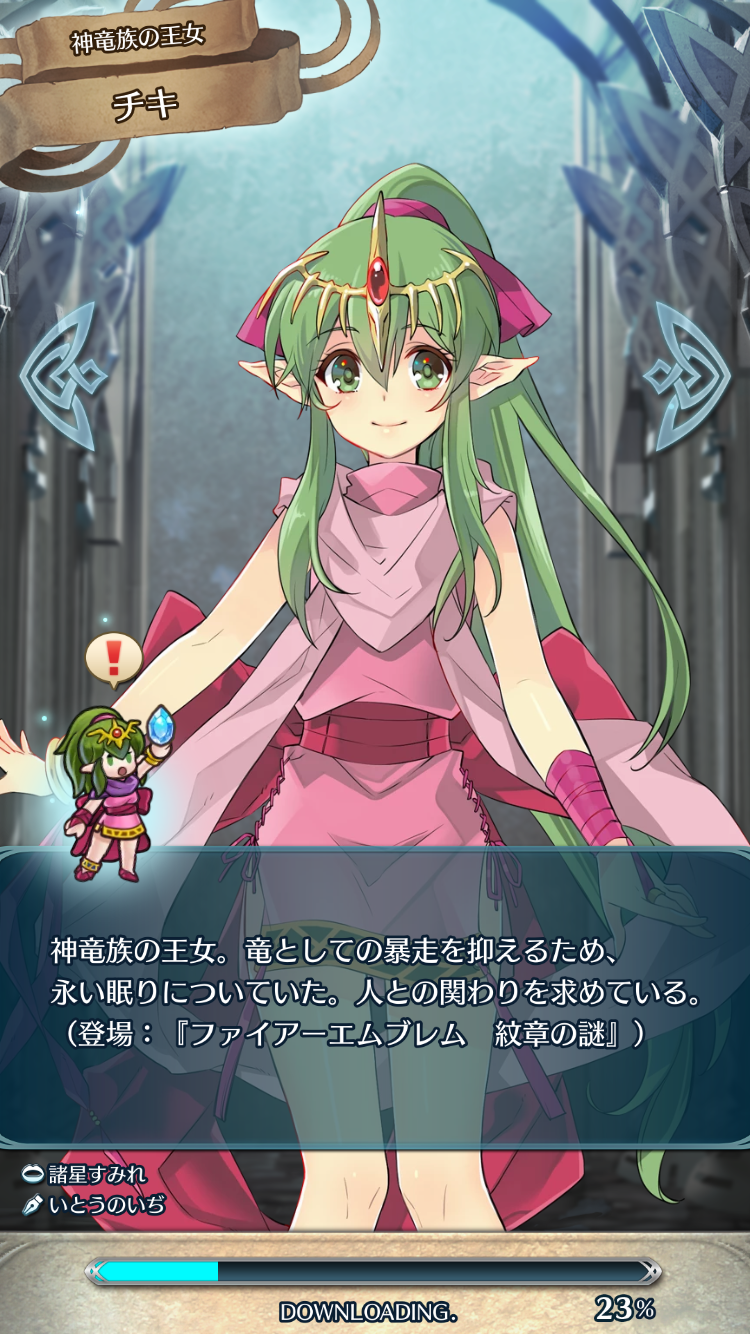 神竜族の王女
チキ
！
神竜族の王女。竜としての暴走を抑えるため、
永い眠りについていた。人との関わりを求めている。
（登場：『ファイアーエムブレム　紋章の謎』）
諸星すみれ
いとうのいぢ
DOWNLOADING.
23%